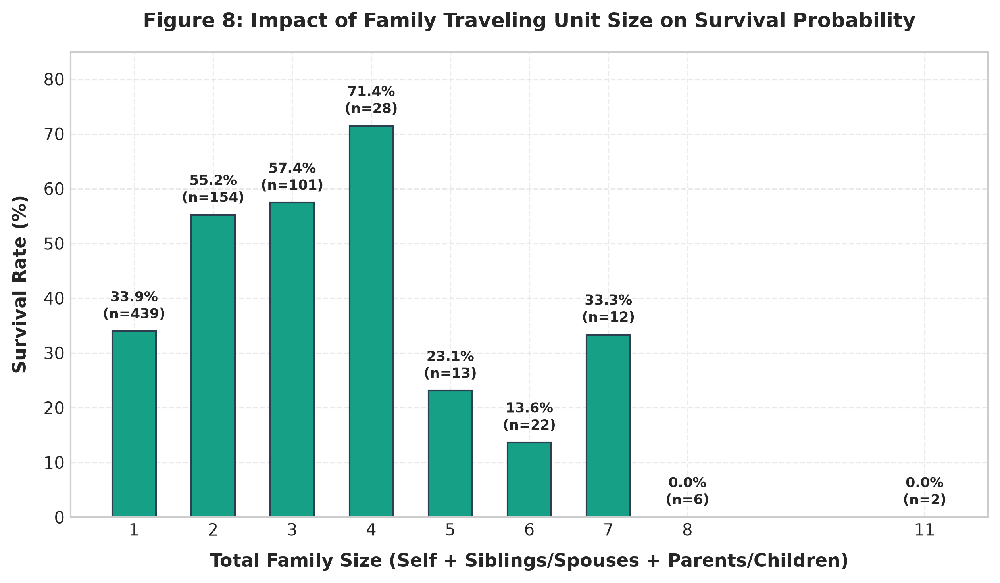 Figure 8: Impact of Family Traveling Unit Size on Survival Probability
Survival Rate (%)
80
70
60
50
40
30
20
10
0
33.9%
(n=439)
55.2%
(n=154)
57.4%
(n=101)
71.4%
(n=28)
23.1%
(n=13)
13.6%
(n=22)
33.3%
(n=12)
0.0%
(n=6)
0.0%
(n=2)
1 2 3 4 5 6 7 8 11
Total Family Size (Self + Siblings/Spouses + Parents/Children)